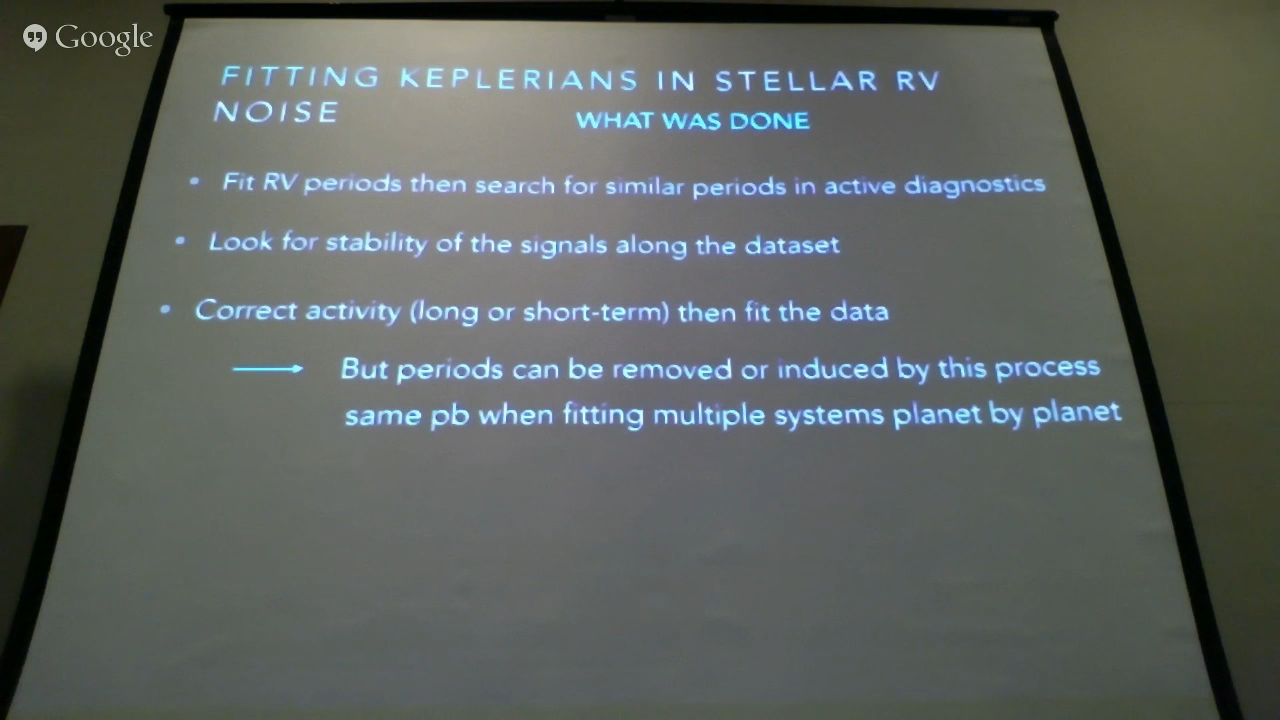 Google
FITTING KEPLERIANS IN STELLAR RV
NOISE
WHAT WAS DONE
• Fit RV periods then search for similar periods in active diagnostics
• Look for stability of the signals along the dataset
• Correct activity (long or short-term) then fit the data
But periods can be removed or induced by this process
same pb when fitting multiple systems planet by planet